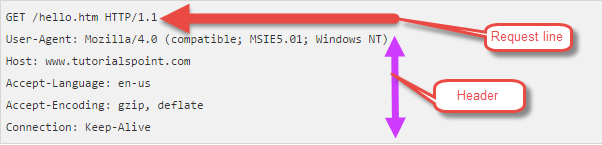 GET /hello.htm HTTP/1.1
Request line
User-Agent: Mozilla/4.0 (compatible; MSIE5.01; Windows NT)
Host: www.tutorialspoint.com
Accept-Language: en-us
Header
Accept-Encoding: gzip, deflate
Connection: Keep-Alive